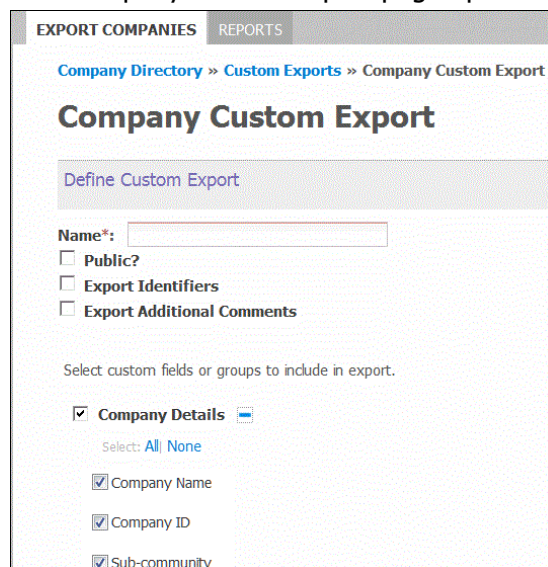 EXPORT COMPANIES REPORTS
Company Directory » Custom Exports » Company Custom Export
Company Custom Export
Define Custom Export
Name*:
Public?
Export Identifiers
Export Additional Comments
Select custom fields or groups to include in export.
Company Details
Select: All| None
Company Name
Company ID
Sub-community